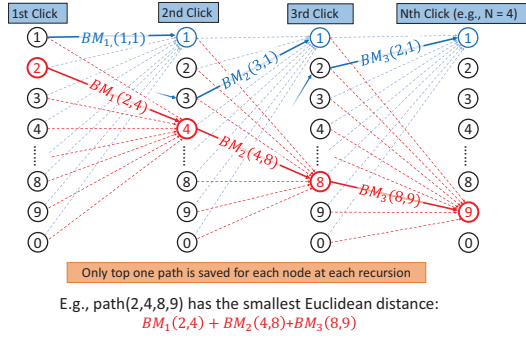 1st Click 2nd Click 3rd Click Nth Click (e.g., N = 4)
1 BM₁,(1,1) 1 1 1
2 2 2 BM₃(2,1) 2
BM₂(3,1)
3 BM₁(2,4) 3 3 3
4 4 4 4
BM₂(4,8)
8 8 8 BM₃(8,9) 8
9 9 9 9
0 0 0 0
Only top one path is saved for each node at each recursion
E.g., path(2,4,8,9) has the smallest Euclidean distance:
BM₁(2,4) + BM₂(4,8)+BM₃(8,9)